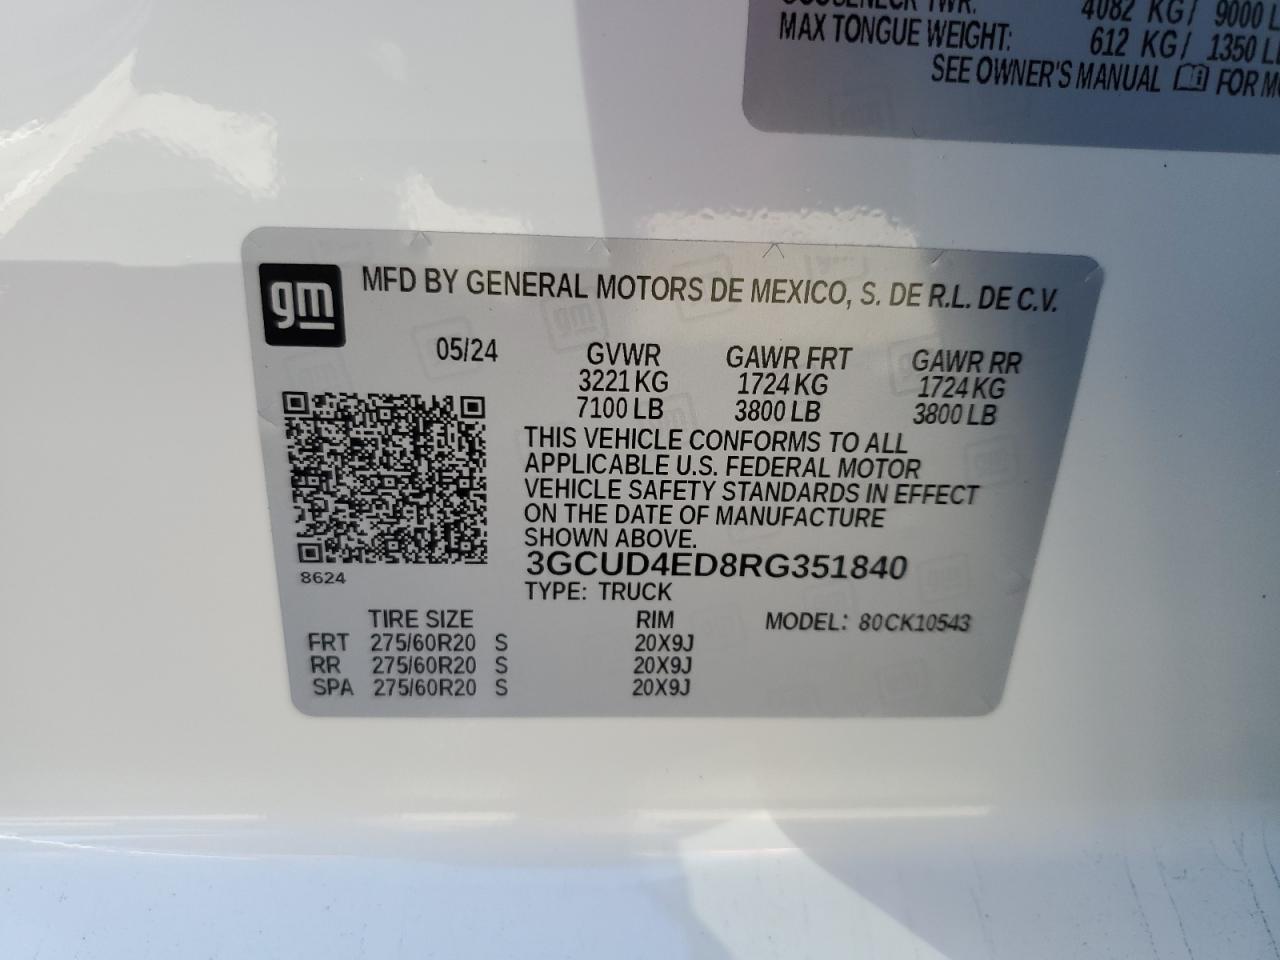 4082 KG/ 9000
MAX TONGUE WEIGHT: 612 KG/ 1350 L
SEE OWNER'S MANUAL FOR
gm
MFD BY GENERAL MOTORS DE MEXICO, S. DE R.L. DE C.V.
05/24 GVWR GAWR FRT GAWR RR
3221 KG 1724 KG 1724 KG
7100 LB 3800 LB 3800 LB
THIS VEHICLE CONFORMS TO ALL
APPLICABLE U.S. FEDERAL MOTOR
VEHICLE SAFETY STANDARDS IN EFFECT
ON THE DATE OF MANUFACTURE
SHOWN ABOVE.
3GCUD4ED8RG351840
8624
TYPE: TRUCK
TIRE SIZE RIM MODEL: 80CK10543
FRT 275/60R20 S 20X9J
RR 275/60R20 S 20X9J
SPA 275/60R20 S 20X9J